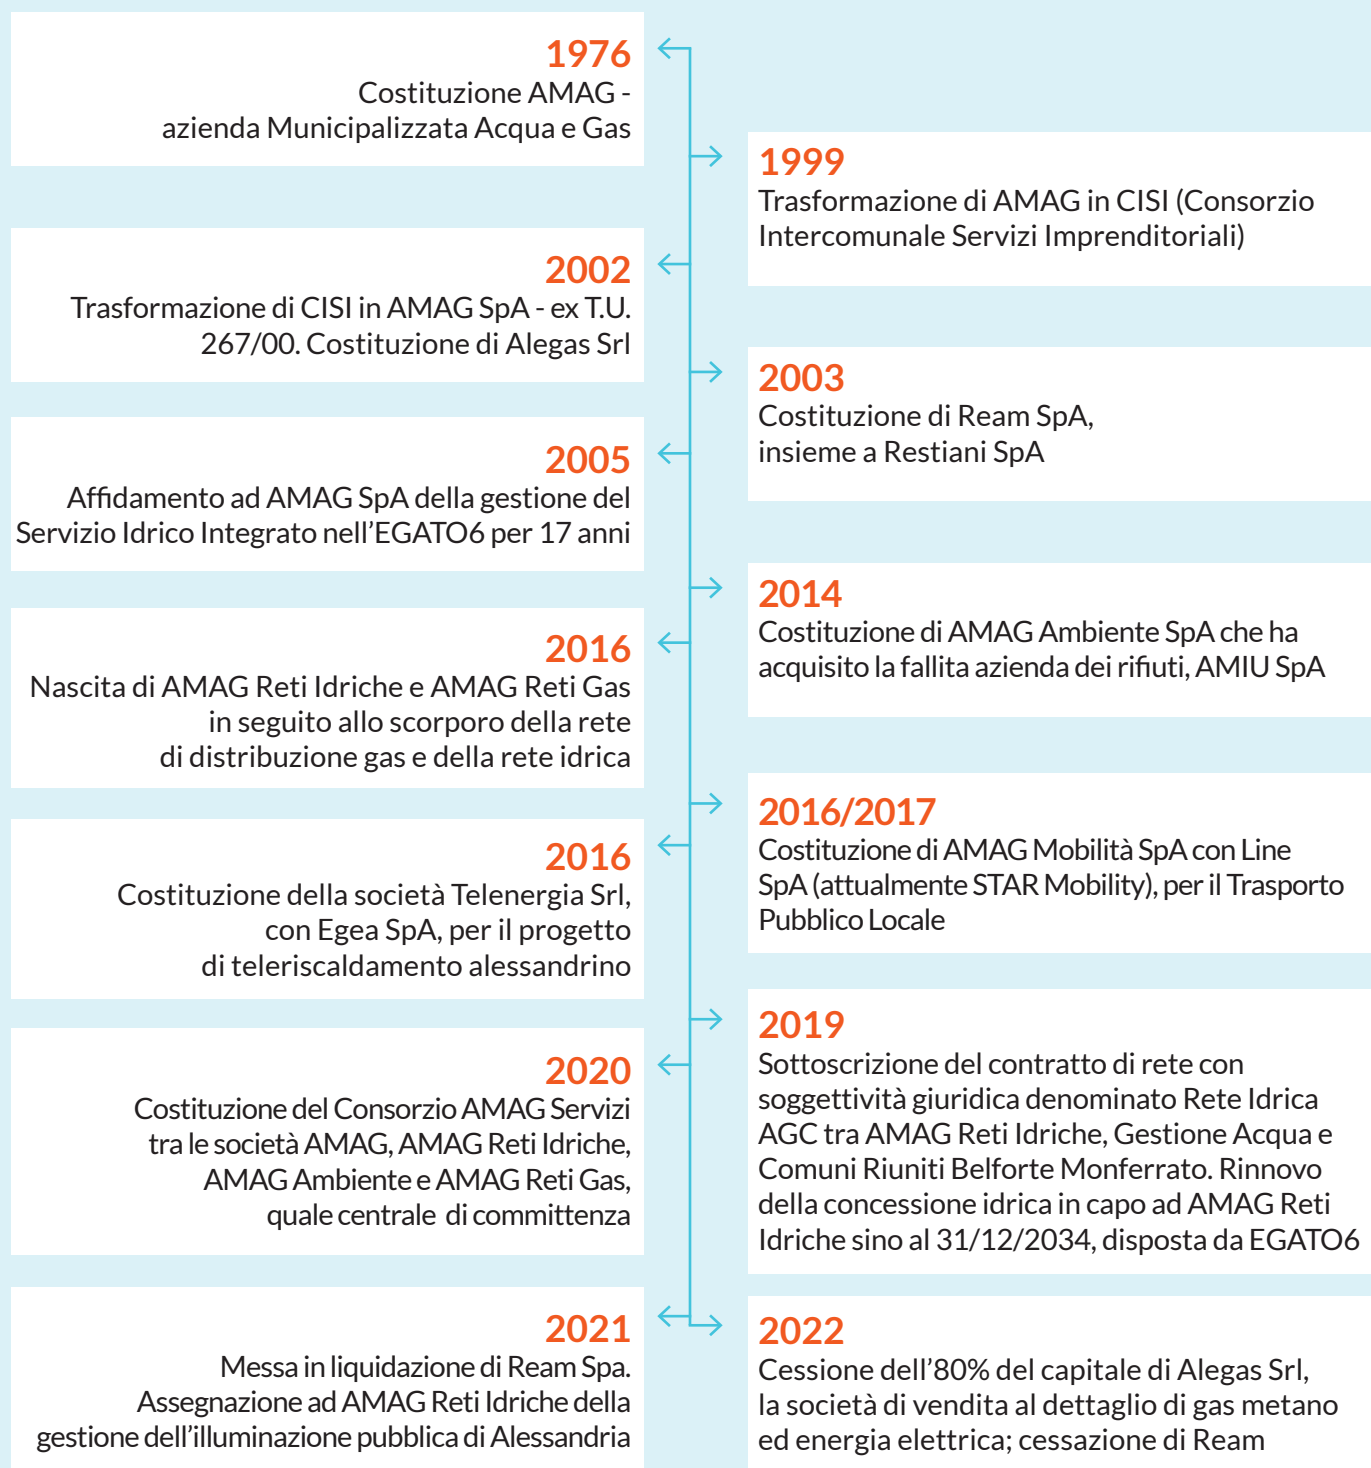 1976
Costituzione AMAG -
azienda Municipalizzata Acqua e Gas
1999
Trasformazione di AMAG in CISI (Consorzio
Intercomunale Servizi Imprenditoriali)
2002
Trasformazione di CISI in AMAG SpA - ex T.U.
267/00. Costituzione di Alegas Srl
2003
Costituzione di Ream SpA,
insieme a Restiani SpA
2005
Affidamento ad AMAG SpA della gestione del
Servizio Idrico Integrato nell'EGATO6 per 17 anni
2014
Costituzione di AMAG Ambiente SpA che ha
acquisito la fallita azienda dei rifiuti, AMIU SpA
2016
Nascita di AMAG Reti Idriche e AMAG Reti Gas
in seguito allo scorporo della rete
di distribuzione gas e della rete idrica
2016/2017
Costituzione di AMAG Mobilità SpA con Line
SpA (attualmente STAR Mobility), per il Trasporto
Pubblico Locale
2016
Costituzione della società Telenergia Srl,
con Egea SpA, per il progetto
di teleriscaldamento alessandrino
2019
Sottoscrizione del contratto di rete con
soggettività giuridica denominato Rete Idrica
AGC tra AMAG Reti Idriche, Gestione Acqua e
Comuni Riuniti Belforte Monferrato. Rinnovo
della concessione idrica in capo ad AMAG Reti
Idriche sino al 31/12/2034, disposta da EGATO6
2020
Costituzione del Consorzio AMAG Servizi
tra le società AMAG, AMAG Reti Idriche,
AMAG Ambiente e AMAG Reti Gas,
quale centrale di committenza
2021
Messa in liquidazione di Ream Spa.
Assegnazione ad AMAG Reti Idriche della
gestione dell'illuminazione pubblica di Alessandria
2022
Cessione dell'80% del capitale di Alegas Srl,
la società di vendita al dettaglio di gas metano
ed energia elettrica; cessazione di Ream